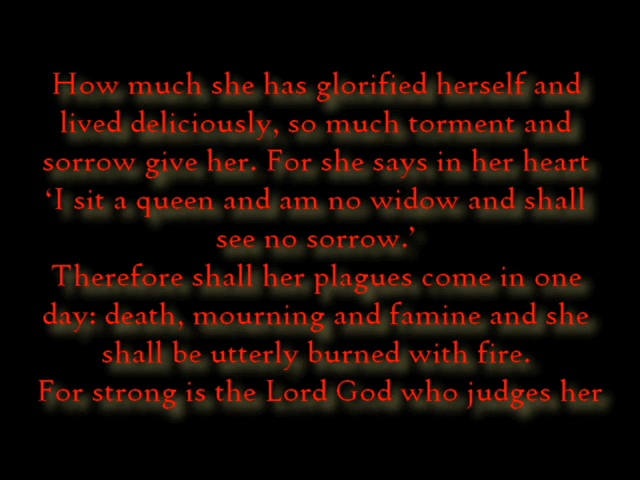 How much she has glorified herself and
lived deliciously, so much torment and
sorrow give her. For she says in her heart
‘I sit a queen and am no widow and shall
see no sorrow.’
Therefore shall her plagues come in one
day: death, mourning and famine and she
shall be utterly burned with fire.
For strong is the Lord God who judges her